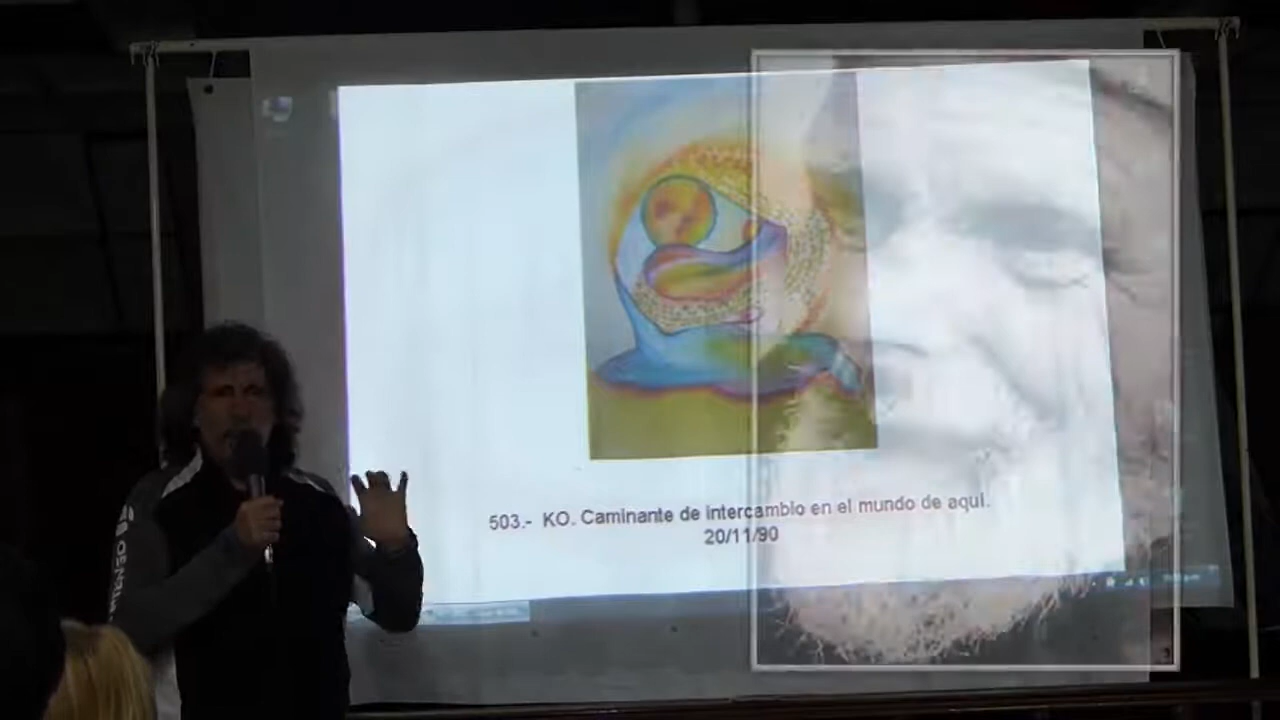 503.- KO. Caminante de intercambio en el mundo de aquí.
20/11/90